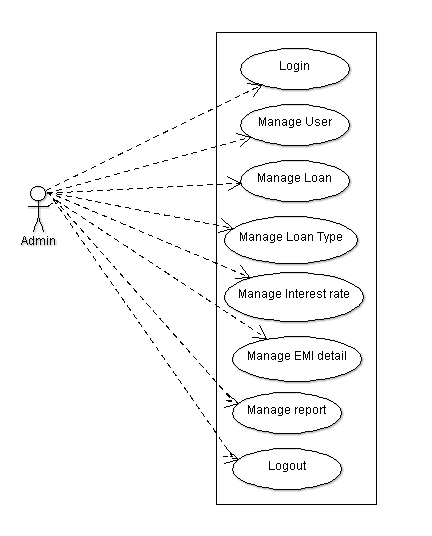 Login
Manage User
Manage Loan
Admin
Manage Loan Type
Manage Interest rate
Manage EMI detail
Manage report
Logout